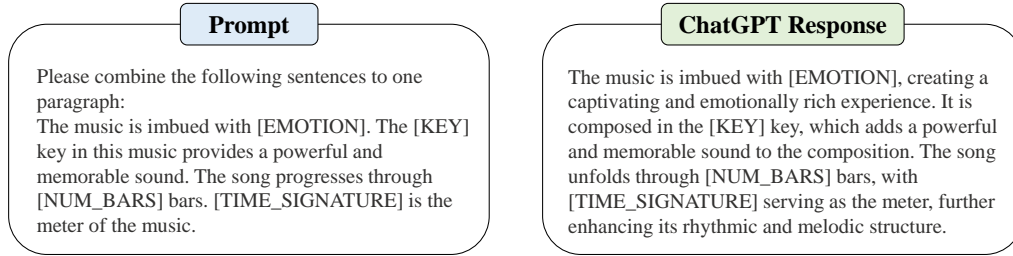 Prompt
Please combine the following sentences to one
paragraph:
The music is imbued with [EMOTION]. The [KEY]
key in this music provides a powerful and
memorable sound. The song progresses through
[NUM_BARS] bars. [TIME_SIGNATURE] is the
meter of the music.
ChatGPT Response
The music is imbued with [EMOTION], creating a
captivating and emotionally rich experience. It is
composed in the [KEY] key, which adds a powerful
and memorable sound to the composition. The song
unfolds through [NUM_BARS] bars, with
[TIME_SIGNATURE] serving as the meter, further
enhancing its rhythmic and melodic structure.